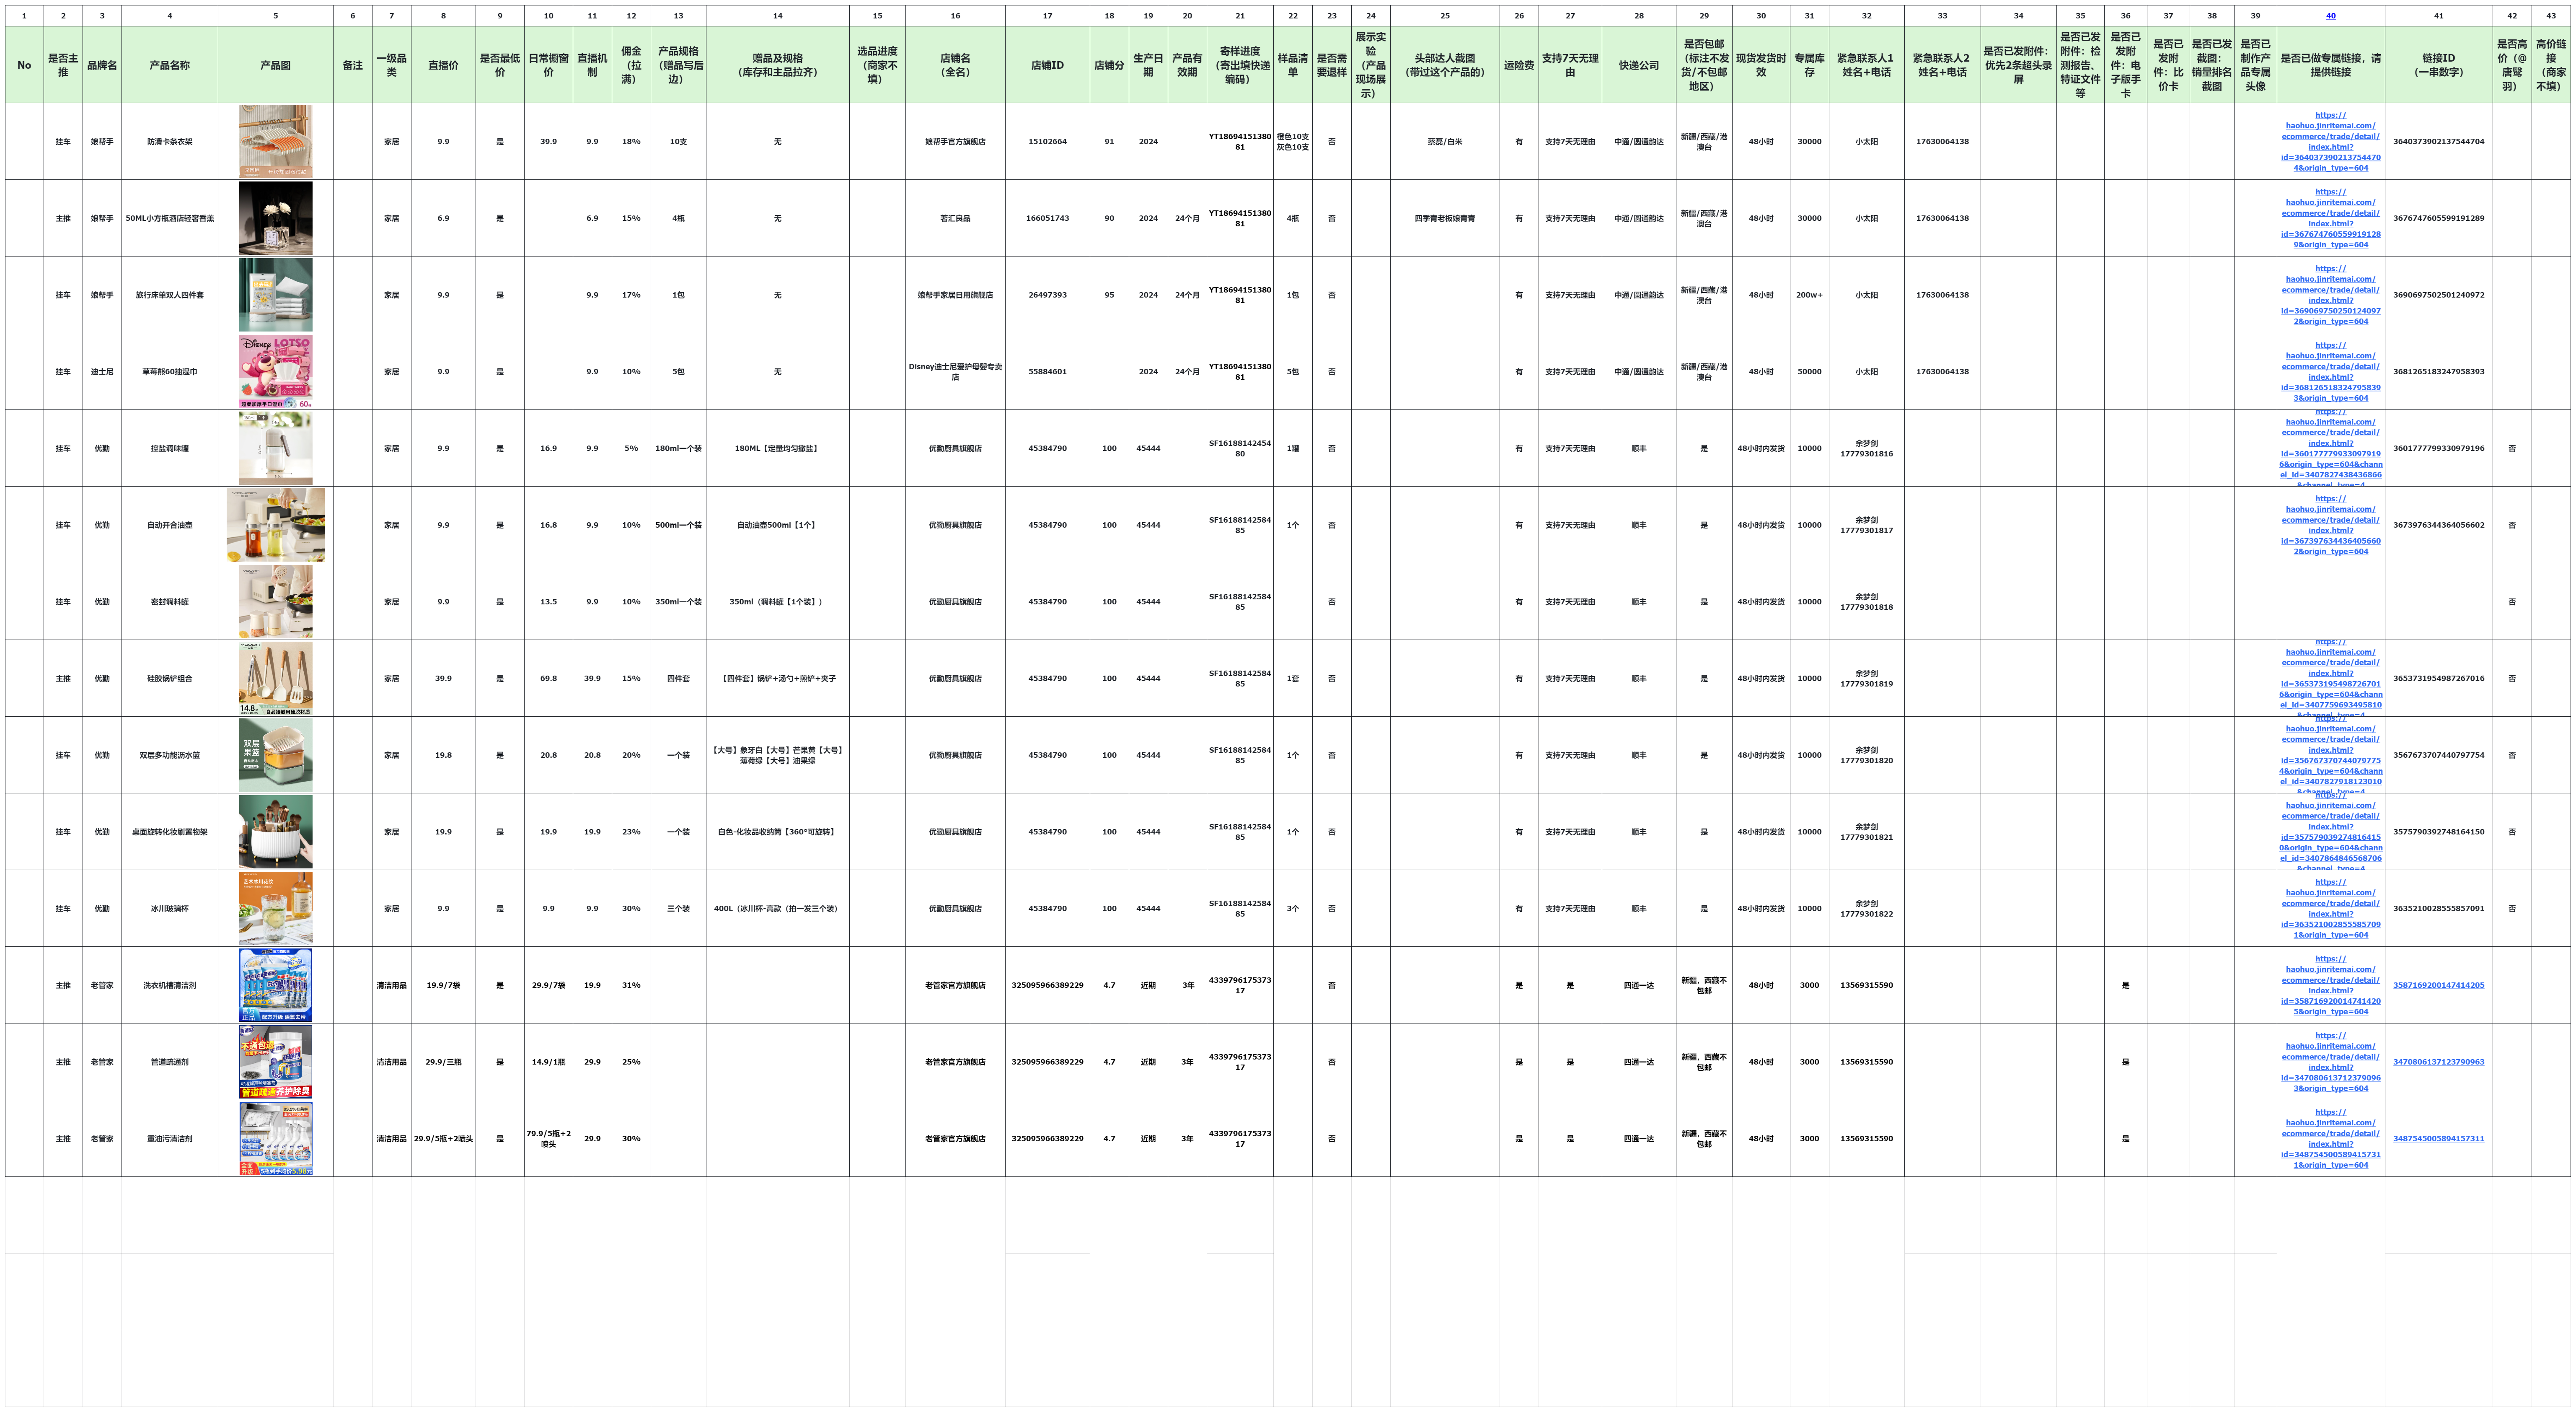 1 2 3 4 5 6 7 8 9 10 11 12 13 14 15 16 17 18 19 20 21 22 23 24 25 26 27 28 29 30 31 32 33 34 35 36 37 38 39 40 41 42 43
No 是否主推 品牌名 产品名称 产品图 备注 一级品类 直播价 是否最低价 日常橱窗价 直播机制 佣金（拉满） 产品规格（赠品写后边） 赠品及规格（库存和主品拉齐） 选品进度（商家不填） 店铺名（全名） 店铺ID 店铺分 生产日期 产品有效期 寄样进度（寄出填快递编码） 样品清单 是否需要退样 展示实验（产品现场展示） 头部达人截图（带过这个产品的） 运险费 支持7天无理由 快递公司 是否包邮（标注不发货/不包邮地区） 现货发货时效 专属库存 紧急联系人1姓名+电话 紧急联系人2姓名+电话 是否已发附件：优先2条超头录屏 是否已发附件：检测报告、特证文件等 是否已发附件：电子版手卡 是否已发附件：比价卡 是否已发截图：销量排名截图 是否已制作产品专属头像 是否已做专属链接，请提供链接 链接ID（一串数字） 是否高价（@唐鸳羽） 高价链接（商家不填）
挂车 娘帮手 防滑卡条衣架 家居 9.9 是 39.9 9.9 18% 10支 无 娘帮手官方旗舰店 15102664 91 2024 YT1869415138081 橙色10支灰色10支 否 蔡磊/白米 有 支持7天无理由 中通/圆通韵达 新疆/西藏/港澳台 48小时 30000 小太阳 17630064138 https://haohuo.jinritemai.com/ecommerce/trade/detail/index.html?id=3640373902137544704&origin_type=604 3640373902137544704
主推 娘帮手 50ML小方瓶酒店轻奢香薰 家居 6.9 是 6.9 15% 4瓶 无 著汇良品 166051743 90 2024 24个月 YT1869415138081 4瓶 否 四季青老板娘青青 有 支持7天无理由 中通/圆通韵达 新疆/西藏/港澳台 48小时 30000 小太阳 17630064138 https://haohuo.jinritemai.com/ecommerce/trade/detail/index.html?id=3676747605599191289&origin_type=604 3676747605599191289
挂车 娘帮手 旅行床单双人四件套 家居 9.9 是 9.9 17% 1包 无 娘帮手家居日用旗舰店 26497393 95 2024 24个月 YT1869415138081 1包 否 有 支持7天无理由 中通/圆通韵达 新疆/西藏/港澳台 48小时 200w+ 小太阳 17630064138 https://haohuo.jinritemai.com/ecommerce/trade/detail/index.html?id=3690697502501240972&origin_type=604 3690697502501240972
挂车 迪士尼 草莓熊60抽湿巾 Disney LOTSO 家居 9.9 是 9.9 10% 5包 无 Disney迪士尼爱护母婴专卖店 55884601 2024 24个月 YT1869415138081 5包 否 有 支持7天无理由 中通/圆通韵达 新疆/西藏/港澳台 48小时 50000 小太阳 17630064138 https://haohuo.jinritemai.com/ecommerce/trade/detail/index.html?id=3681265183247958393&origin_type=604 3681265183247958393
挂车 优勤 控盐调味罐 家居 9.9 是 16.9 9.9 5% 180ml一个装 180ML【定量均匀撒盐】 优勤厨具旗舰店 45384790 100 45444 SF1618814245480 1罐 否 有 支持7天无理由 顺丰 是 48小时内发货 10000 余梦剑17779301816 https://haohuo.jinritemai.com/ecommerce/trade/detail/index.html?id=3601777799330979196&origin_type=604&channel_id=3407827438436866&channel_type=4 3601777799330979196 否
挂车 优勤 自动开合油壶 家居 9.9 是 16.8 9.9 10% 500ml一个装 自动油壶500ml【1个】 优勤厨具旗舰店 45384790 100 45444 SF1618814258485 1个 否 有 支持7天无理由 顺丰 是 48小时内发货 10000 余梦剑17779301817 https://haohuo.jinritemai.com/ecommerce/trade/detail/index.html?id=3673976344364056602&origin_type=604 3673976344364056602 否
挂车 优勤 密封调料罐 家居 9.9 是 13.5 9.9 10% 350ml一个装 350ml（调料罐【1个装】） 优勤厨具旗舰店 45384790 100 45444 SF1618814258485 否 有 支持7天无理由 顺丰 是 48小时内发货 10000 余梦剑17779301818 否
主推 优勤 硅胶锅铲组合 14.8 家居 39.9 是 69.8 39.9 15% 四件套 【四件套】锅铲+汤勺+煎铲+夹子 优勤厨具旗舰店 45384790 100 45444 SF1618814258485 1套 否 有 支持7天无理由 顺丰 是 48小时内发货 10000 余梦剑17779301819 https://haohuo.jinritemai.com/ecommerce/trade/detail/index.html?id=3653731954987267016&origin_type=604&channel_id=3407759693495810&channel_type=4 3653731954987267016 否
挂车 优勤 双层多功能沥水篮 双层果篮 家居 19.8 是 20.8 20.8 20% 一个装 【大号】象牙白【大号】芒果黄【大号】薄荷绿【大号】油果绿 优勤厨具旗舰店 45384790 100 45444 SF1618814258485 1个 否 有 支持7天无理由 顺丰 是 48小时内发货 10000 余梦剑17779301820 https://haohuo.jinritemai.com/ecommerce/trade/detail/index.html?id=3567673707440797754&origin_type=604&channel_id=3407827918123010&channel_type=4 3567673707440797754 否
挂车 优勤 桌面旋转化妆刷置物架 家居 19.9 是 19.9 19.9 23% 一个装 白色-化妆品收纳筒【360°可旋转】 优勤厨具旗舰店 45384790 100 45444 SF1618814258485 1个 否 有 支持7天无理由 顺丰 是 48小时内发货 10000 余梦剑17779301821 https://haohuo.jinritemai.com/ecommerce/trade/detail/index.html?id=3575790392748164150&origin_type=604&channel_id=3407864846568706&channel_type=4 3575790392748164150 否
挂车 优勤 冰川玻璃杯 家居 9.9 是 9.9 9.9 30% 三个装 400L（冰川杯-高款（拍一发三个装） 优勤厨具旗舰店 45384790 100 45444 SF1618814258485 3个 否 有 支持7天无理由 顺丰 是 48小时内发货 10000 余梦剑17779301822 https://haohuo.jinritemai.com/ecommerce/trade/detail/index.html?id=3635210028555857091&origin_type=604 3635210028555857091 否
主推 老管家 洗衣机槽清洁剂 清洁用品 19.9/7袋 是 29.9/7袋 19.9 31% 老管家官方旗舰店 325095966389229 4.7 近期 3年 433979617537317 否 是 是 四通一达 新疆，西藏不包邮 48小时 3000 13569315590 是 https://haohuo.jinritemai.com/ecommerce/trade/detail/index.html?id=3587169200147414205&origin_type=604 3587169200147414205
主推 老管家 管道疏通剂 管道疏通养护除臭 清洁用品 29.9/三瓶 是 14.9/1瓶 29.9 25% 老管家官方旗舰店 325095966389229 4.7 近期 3年 433979617537317 否 是 是 四通一达 新疆，西藏不包邮 48小时 3000 13569315590 是 https://haohuo.jinritemai.com/ecommerce/trade/detail/index.html?id=3470806137123790963&origin_type=604 3470806137123790963
主推 老管家 重油污清洁剂 清洁用品 29.9/5瓶+2喷头 是 79.9/5瓶+2喷头 29.9 30% 老管家官方旗舰店 325095966389229 4.7 近期 3年 433979617537317 否 是 是 四通一达 新疆，西藏不包邮 48小时 3000 13569315590 是 https://haohuo.jinritemai.com/ecommerce/trade/detail/index.html?id=3487545005894157311&origin_type=604 3487545005894157311